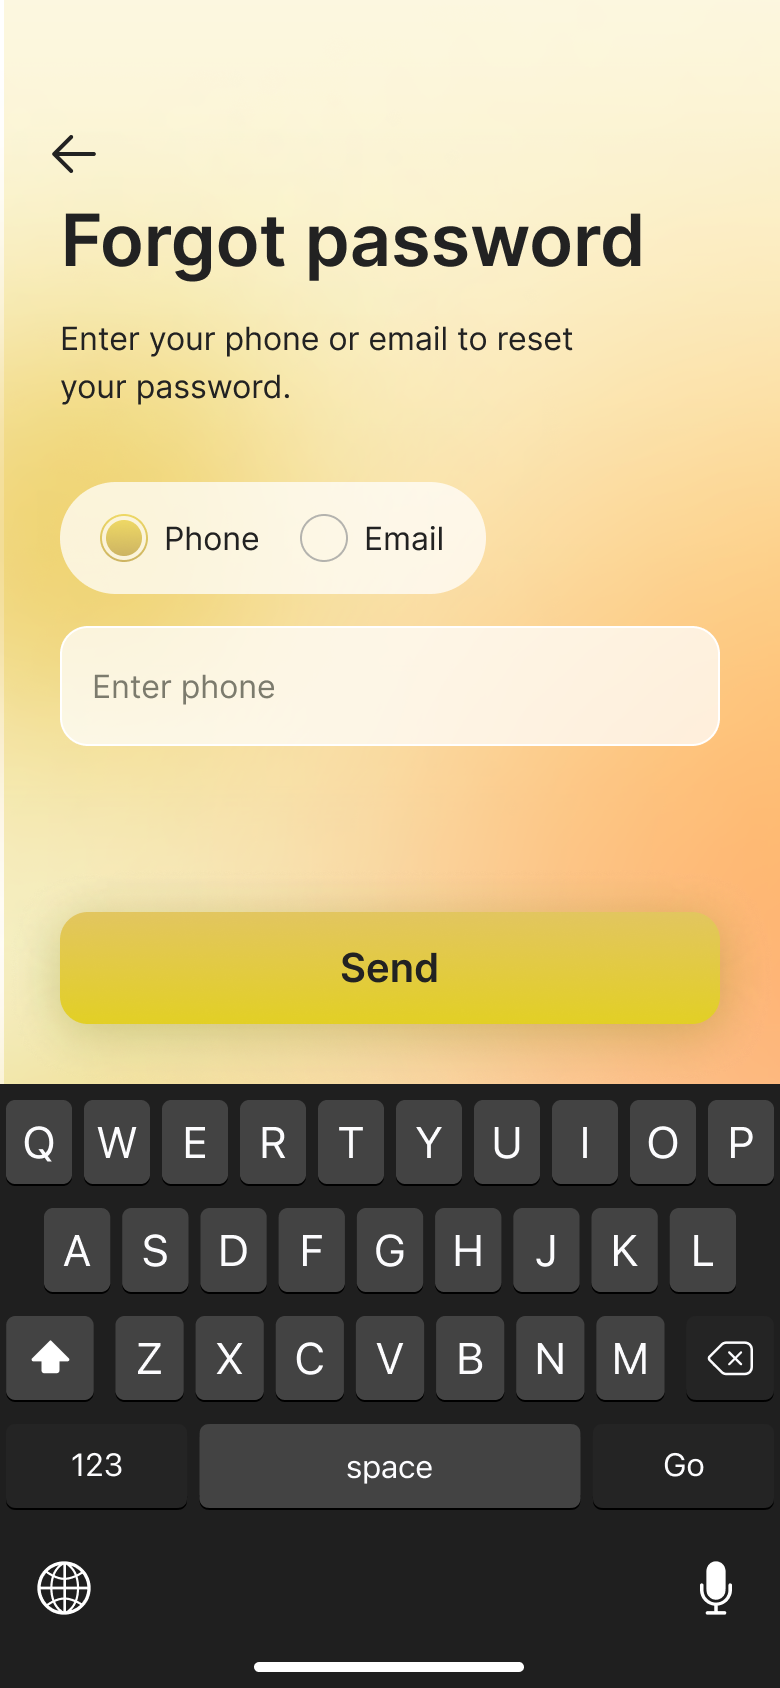 Forgot password
Enter your phone or email to reset
your password.
Phone Email
Enter phone
Send
Q W E R T Y U I O P
A S D F G H J K L
Z X C V B N M
123 space Go